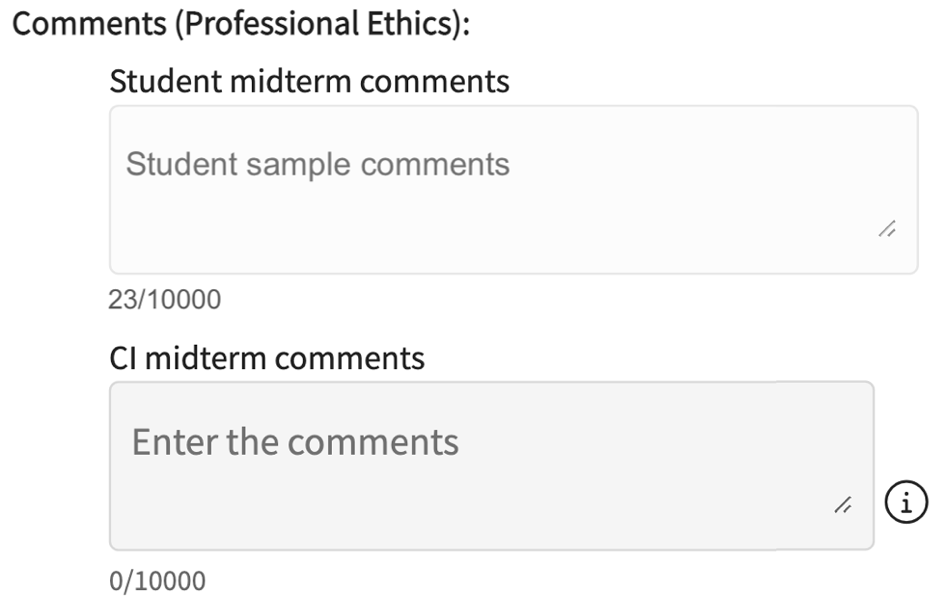 Comments (Professional Ethics):
Student midterm comments
Student sample comments
23/10000
CI midterm comments
Enter the comments
i
0/10000